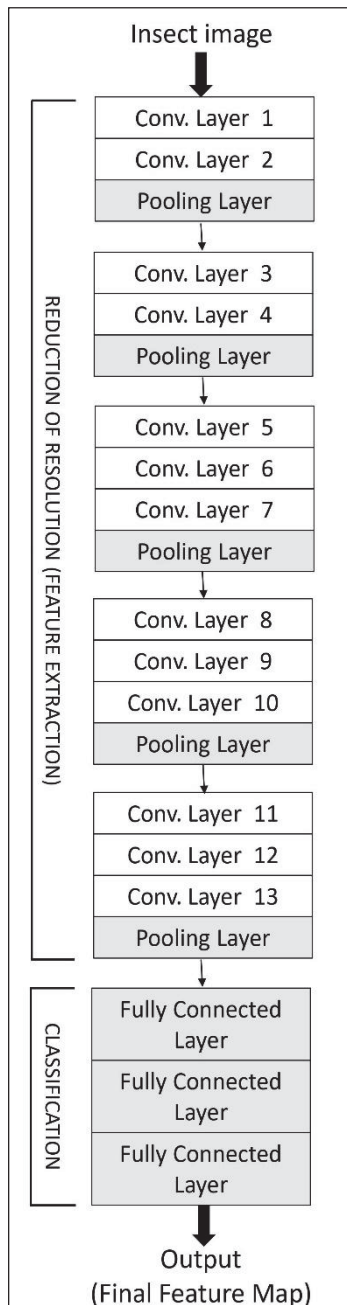 Insect image
Conv. Layer 1
Conv. Layer 2
Pooling Layer
Conv. Layer 3
Conv. Layer 4
Pooling Layer
Conv. Layer 5
Conv. Layer 6
Conv. Layer 7
Pooling Layer
Conv. Layer 8
Conv. Layer 9
Conv. Layer 10
Pooling Layer
Conv. Layer 11
Conv. Layer 12
Conv. Layer 13
Pooling Layer
REDUCTION OF RESOLUTION (FEATURE EXTRACTION)
Fully Connected
Layer
Fully Connected
Layer
Fully Connected
Layer
CLASSIFICATION
Output
(Final Feature Map)